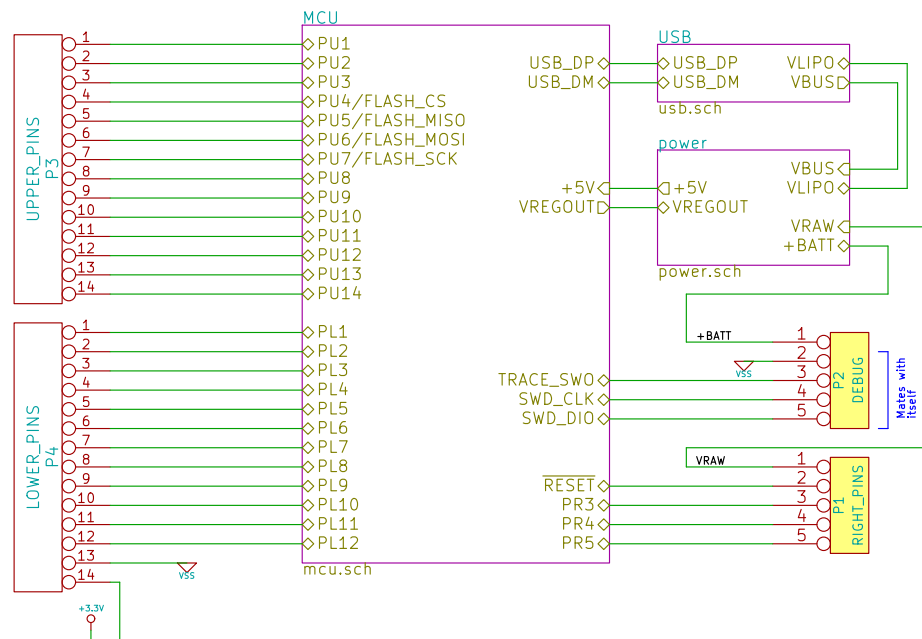 MCU
mcu.sch
UPPER_PINS
P3
1
2
3
4
5
6
7
8
9
10
11
12
13
14
PU1
PU2
PU3
PU4/FLASH_CS
PU5/FLASH_MISO
PU6/FLASH_MOSI
PU7/FLASH_SCK
PU8
PU9
PU10
PU11
PU12
PU13
PU14
LOWER_PINS
P4
1
2
3
4
5
6
7
8
9
10
11
12
13
14
PL1
PL2
PL3
PL4
PL5
PL6
PL7
PL8
PL9
PL10
PL11
PL12
VSS
+3.3V
USB_DP
USB_DM
+5V
VREGOUT
TRACE_SWO
SWD_CLK
SWD_DIO
RESET
PR3
PR4
PR5
USB
USB_DP
USB_DM
VLIPO
VBUS
usb.sch
power
+5V
VREGOUT
VBUS
VLIPO
VRAW
+BATT
power.sch
+BATT
VSS
1
2
3
4
5
P2
DEBUG
Mates with
itself
VRAW
1
2
3
4
5
P1
RIGHT_PINS